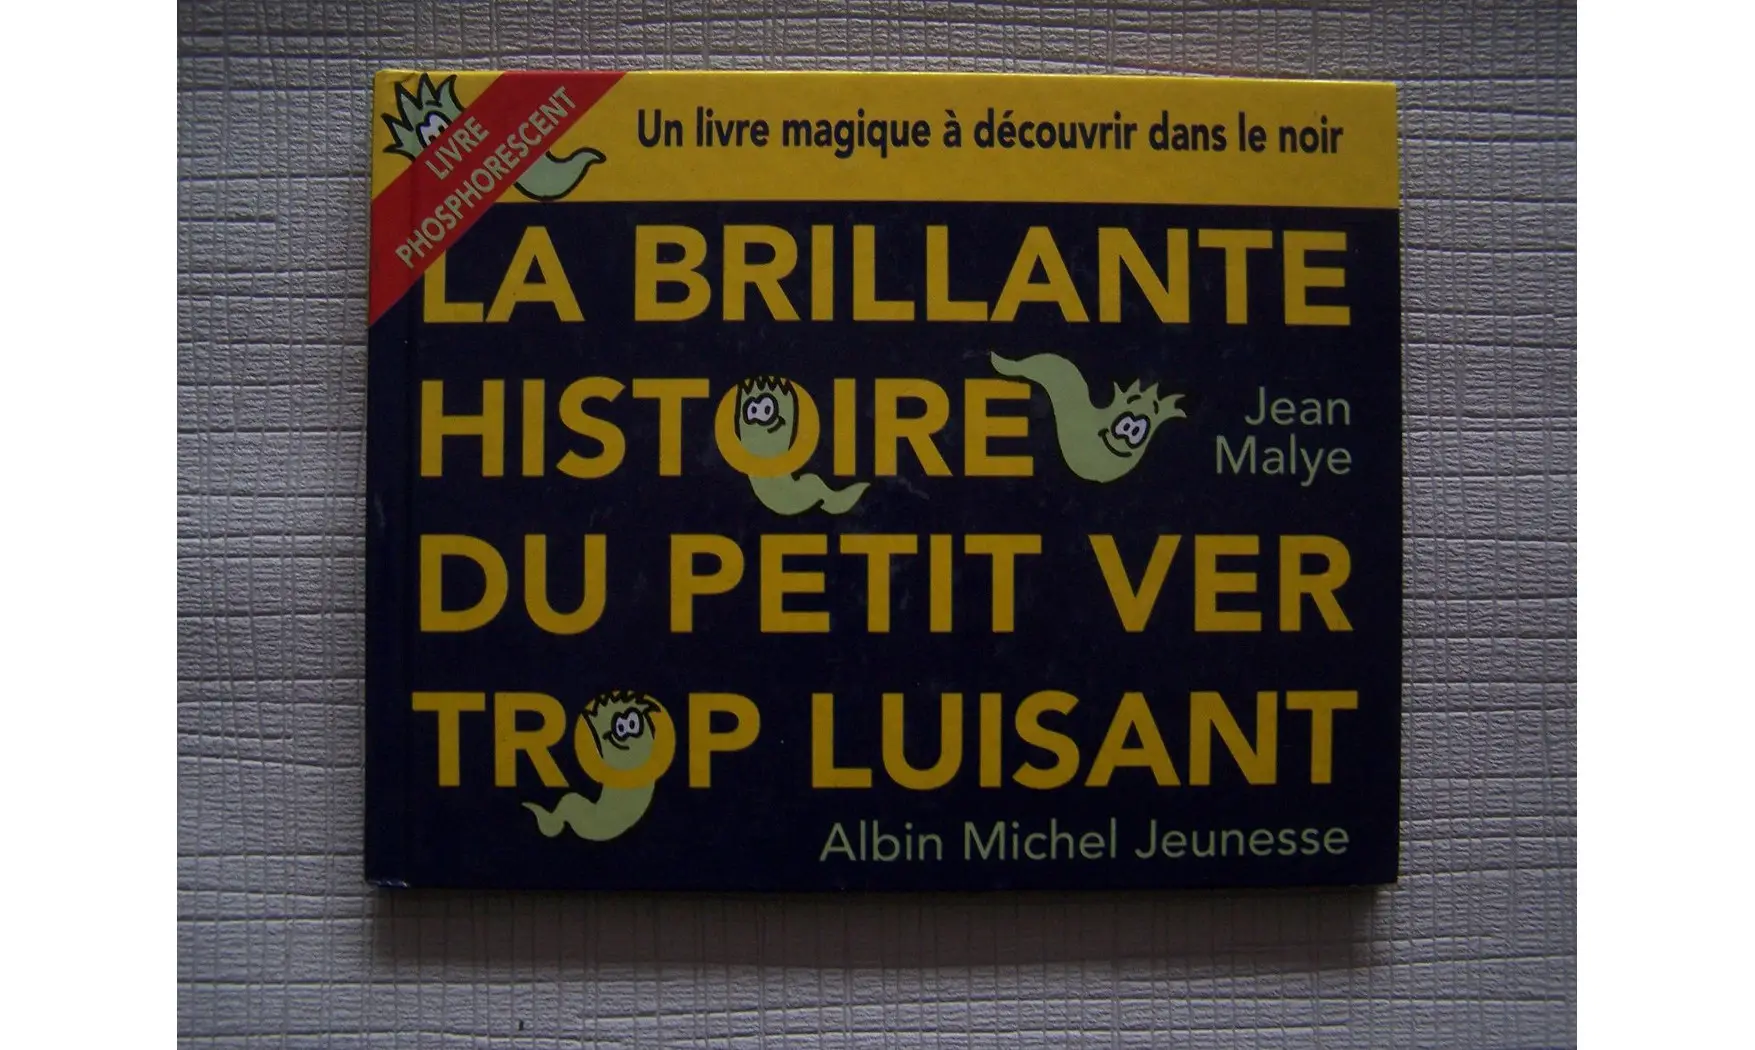 LIVRE
PHOSPHORESCENT
Un livre magique à découvrir dans le noir
LA BRILLANTE
HISTOIRE
Jean
Malye
DU PETIT VER
TROP LUISANT
Albin Michel Jeunesse